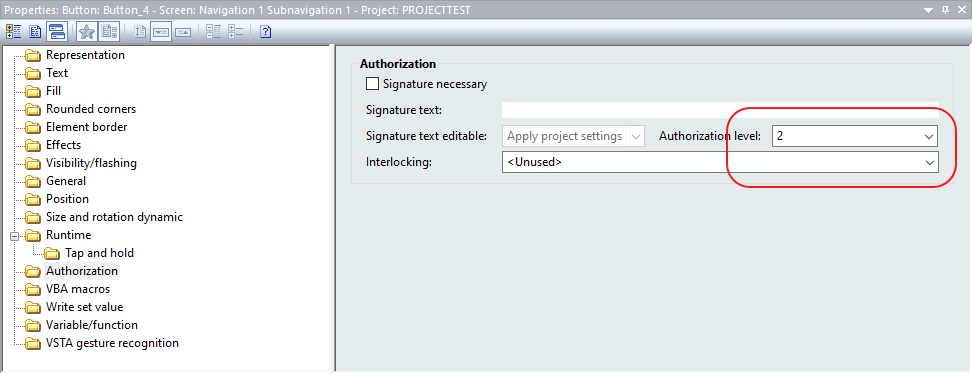 Properties: Button: Button_4 - Screen: Navigation 1 Subnavigation 1 - Project: PROJECTTEST
Representation
Text
Fill
Rounded corners
Element border
Effects
Visibility/flashing
General
Position
Size and rotation dynamic
Runtime
Tap and hold
Authorization
VBA macros
Write set value
Variable/function
VSTA gesture recognition
Authorization
Signature necessary
Signature text:
Signature text editable: Apply project settings Authorization level: 2
Interlocking: <Unused>